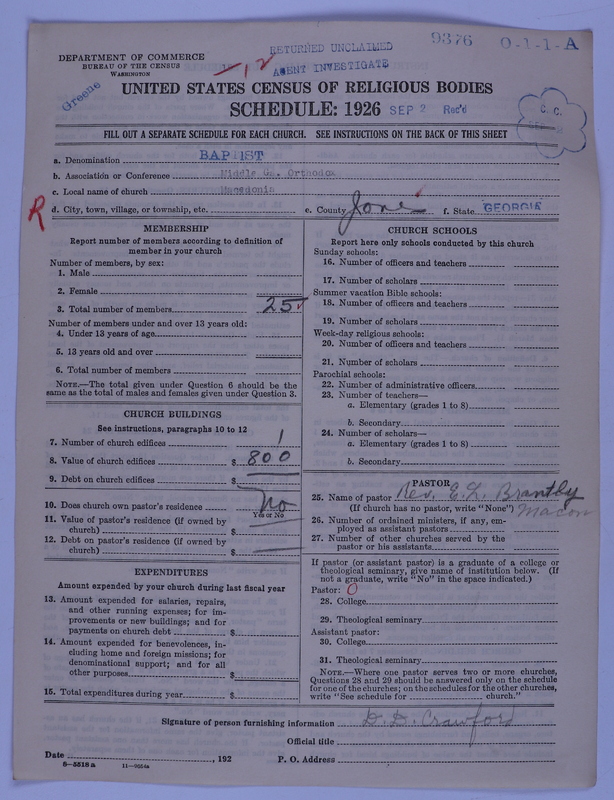 9376 0-1-1-A
RETURNED UNCLAIMED
DEPARTMENT OF COMMERCE
BUREAU OF THE CENSUS
WASHINGTON
AGENT INVESTIGATE
Greene
UNITED STATES CENSUS OF RELIGIOUS BODIES
SCHEDULE: 1926 SEP 2 Rec'd
C. C.
FILL OUT A SEPARATE SCHEDULE FOR EACH CHURCH. SEE INSTRUCTIONS ON THE BACK OF THIS SHEET
a. Denomination BAPTIST
b. Association or Conference Middle Ga. Orthodox
c. Local name of church Macedonia
R d. City, town, village, or township, etc. e. County Jones f. State GEORGIA
MEMBERSHIP
Report number of members according to definition of
member in your church
Number of members, by sex:
1. Male
2. Female
3. Total number of members 25
Number of members under and over 13 years old:
4. Under 13 years of age
5. 13 years old and over
6. Total number of members
NOTE.—The total given under Question 6 should be
the same as the total of males and females given under Question 3.
CHURCH BUILDINGS
See instructions, paragraphs 10 to 12
7. Number of church edifices 1
8. Value of church edifices $ 800
9. Debt on church edifices $
10. Does church own pastor's residence No
Yes or No
11. Value of pastor's residence (if owned by
church) $
12. Debt on pastor's residence (if owned by
church) $
EXPENDITURES
Amount expended by your church during last fiscal year
13. Amount expended for salaries, repairs,
and other running expenses; for im-
provements or new buildings; and for
payments on church debt $
14. Amount expended for benevolences, in-
cluding home and foreign missions; for
denominational support; and for all
other purposes $
15. Total expenditures during year $
CHURCH SCHOOLS
Report here only schools conducted by this church
Sunday schools:
16. Number of officers and teachers
17. Number of scholars
Summer vacation Bible schools:
18. Number of officers and teachers
19. Number of scholars
Week-day religious schools:
20. Number of officers and teachers
21. Number of scholars
Parochial schools:
22. Number of administrative officers
23. Number of teachers—
a. Elementary (grades 1 to 8)
b. Secondary
24. Number of scholars—
a. Elementary (grades 1 to 8)
b. Secondary
PASTOR
25. Name of pastor Rev. E. L. Brantly
(If church has no pastor, write "None") Macon
26. Number of ordained ministers, if any, em-
ployed as assistant pastors
27. Number of other churches served by the
pastor or his assistants
If pastor (or assistant pastor) is a graduate of a college or
theological seminary, give name of institution below. (If
not a graduate, write "No" in the space indicated.)
Pastor: 0
28. College
29. Theological seminary
Assistant pastor:
30. College
31. Theological seminary
NOTE.—Where one pastor serves two or more churches,
Questions 28 and 29 should be answered only on the schedule
for one of the churches; on the schedules for the other churches,
write "See schedule for church."
Signature of person furnishing information D. D. Crawford
Official title
Date , 192 P. O. Address
8-5518 a